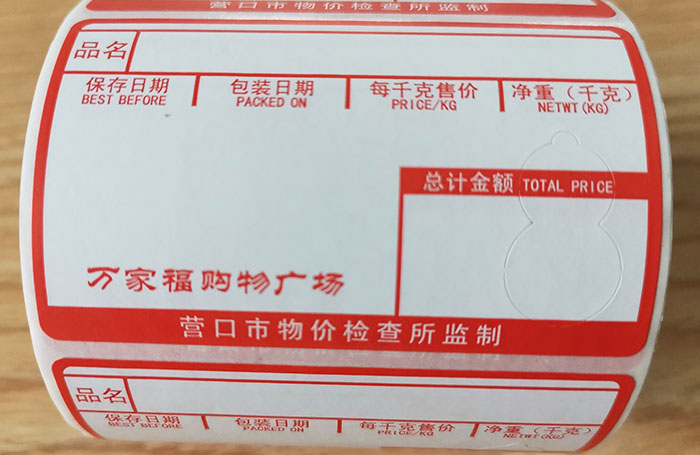 营口市物价检查所监制
品名
保存日期 包装日期 每千克售价 净重（千克）
BEST BEFORE PACKED ON PRICE/KG NETWT(KG)
总计金额 TOTAL PRICE
万家福购物广场
营口市物价检查所监制
品名
保存日期 包装日期 每千克售价 净重（千克）
BEST BEFORE PACKED ON PRICE/KG NETWT(KG)